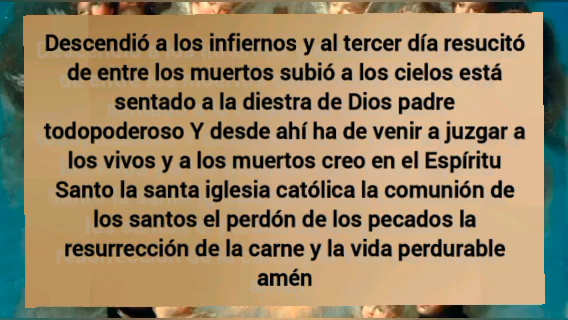 Descendió a los infiernos y al tercer día resucitó
de entre los muertos subió a los cielos está
sentado a la diestra de Dios padre
todopoderoso Y desde ahí ha de venir a juzgar a
los vivos y a los muertos creo en el Espíritu
Santo la santa iglesia católica la comunión de
los santos el perdón de los pecados la
resurrección de la carne y la vida perdurable
amén